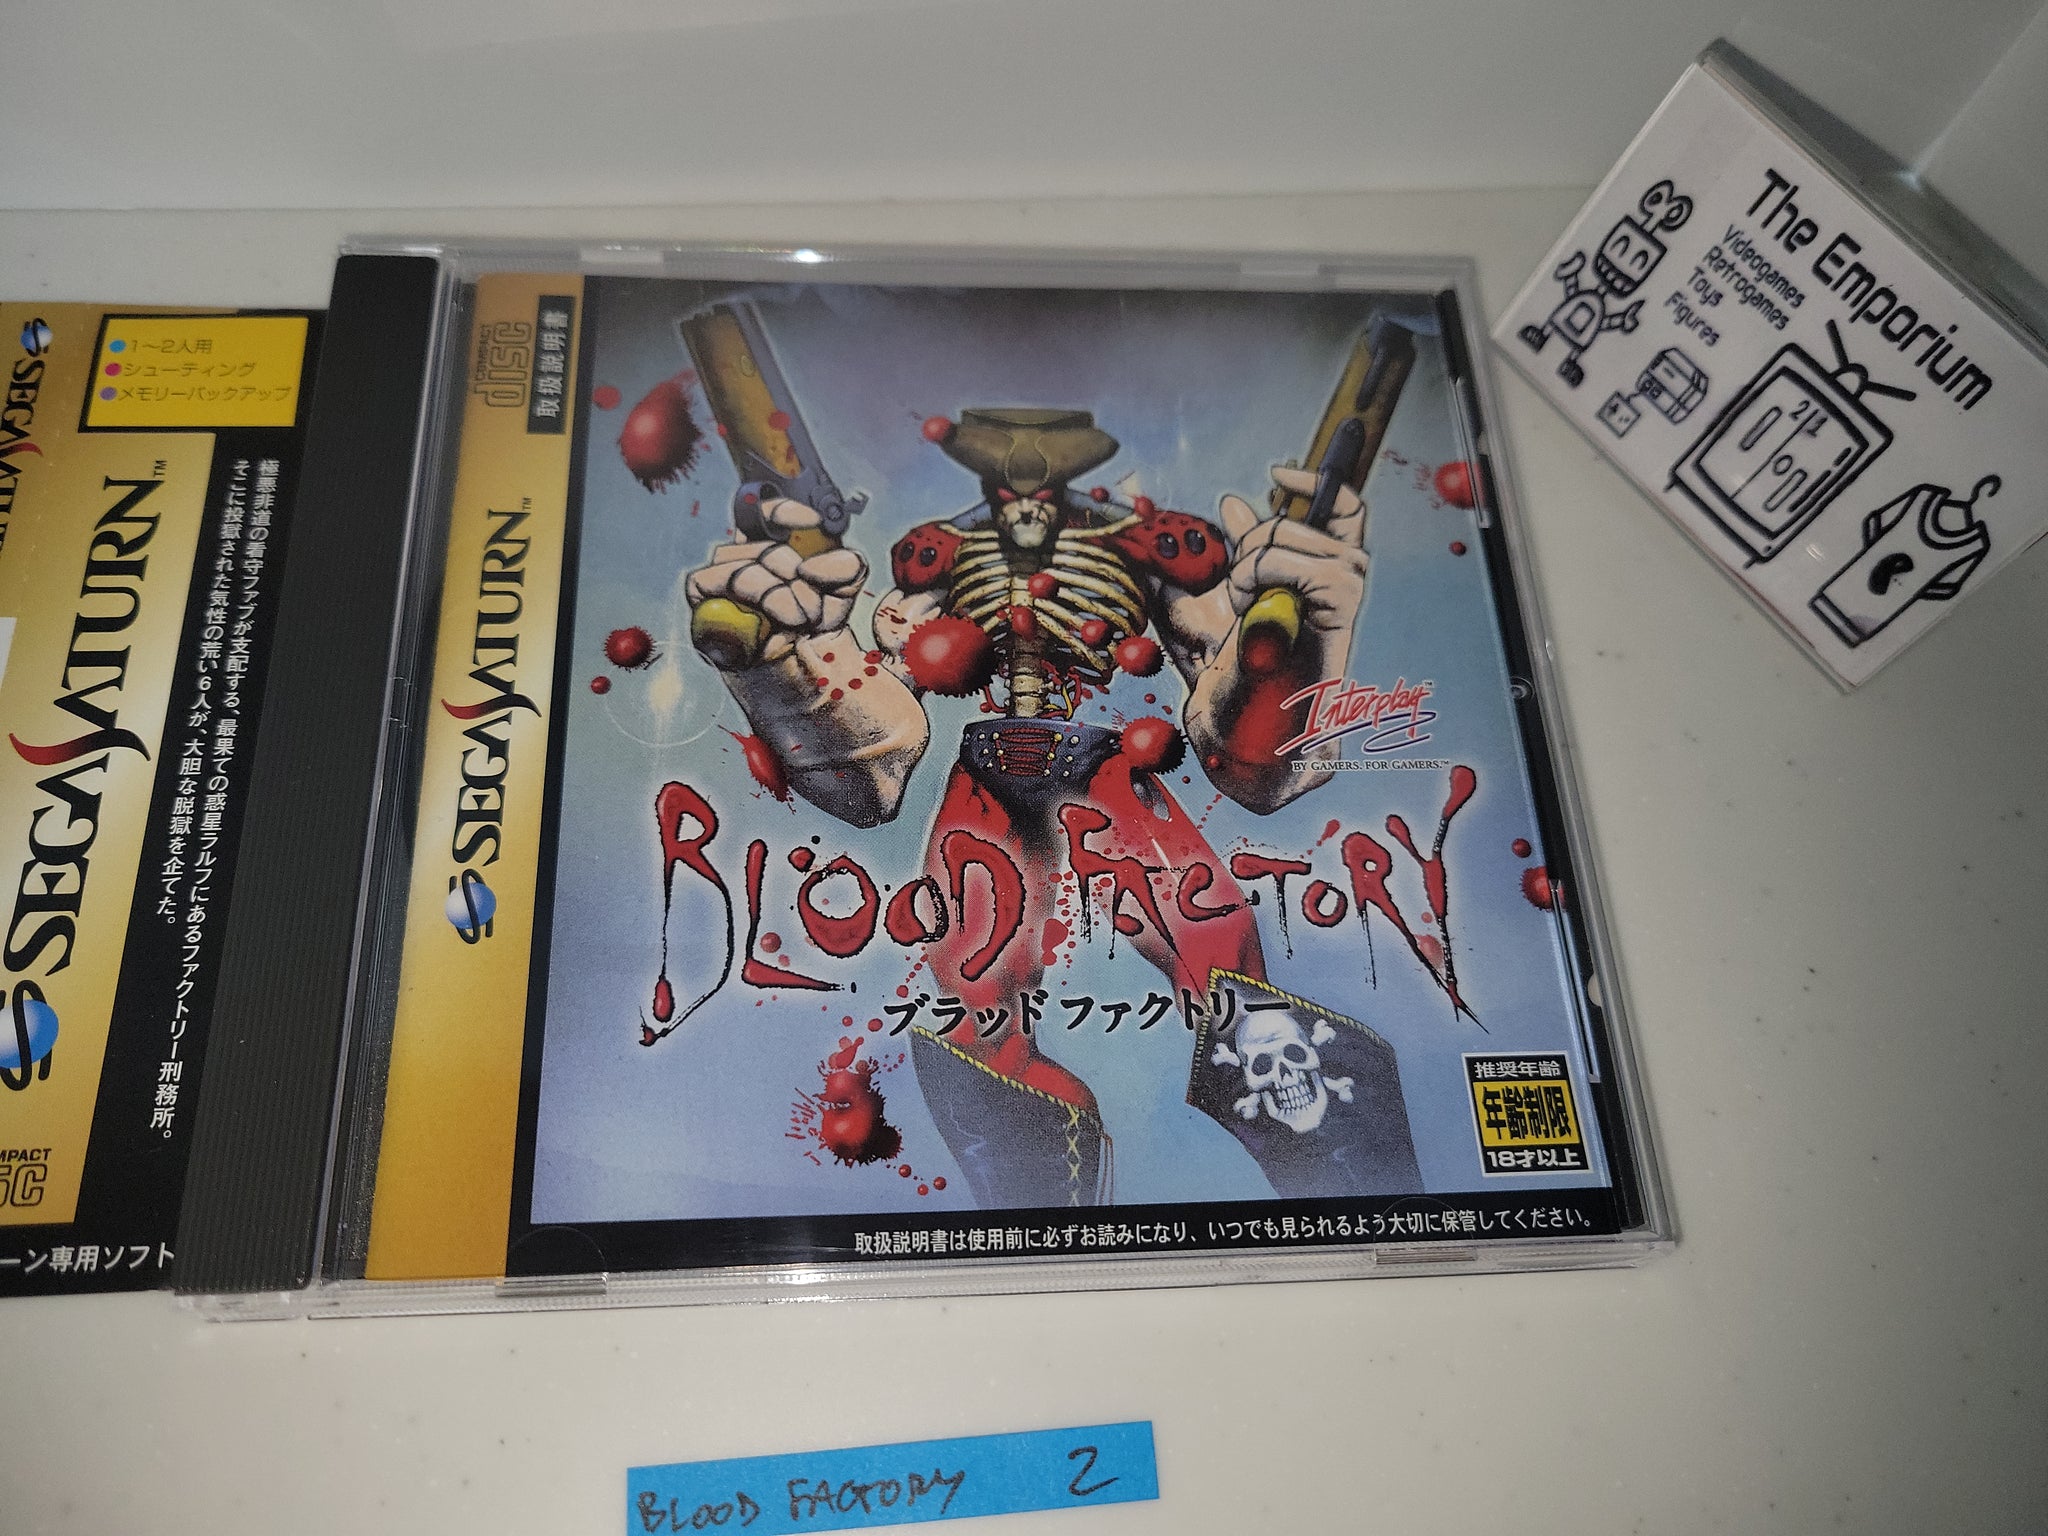 1～2人用
シューティング
メモリーバックアップ
SEGA SATURN™
極悪非道の看守ファブが支配する、最果ての惑星ラルフにあるファクトリー刑務所。
そこに投獄された気性の荒い6人が、大胆な脱獄を企てた。
ーン専用ソフト
COMPACT
disc
取扱説明書
SEGA SATURN™
Interplay™
BY GAMERS. FOR GAMERS.™
BLOOD FACTORY
ブラッド ファクトリー
推奨年齢
年齢制限
18才以上
取扱説明書は使用前に必ずお読みになり、いつでも見られるよう大切に保管してください。
The Emporium
Videogames
Retrogames
Toys
Figures
BLOOD FACTORY 2